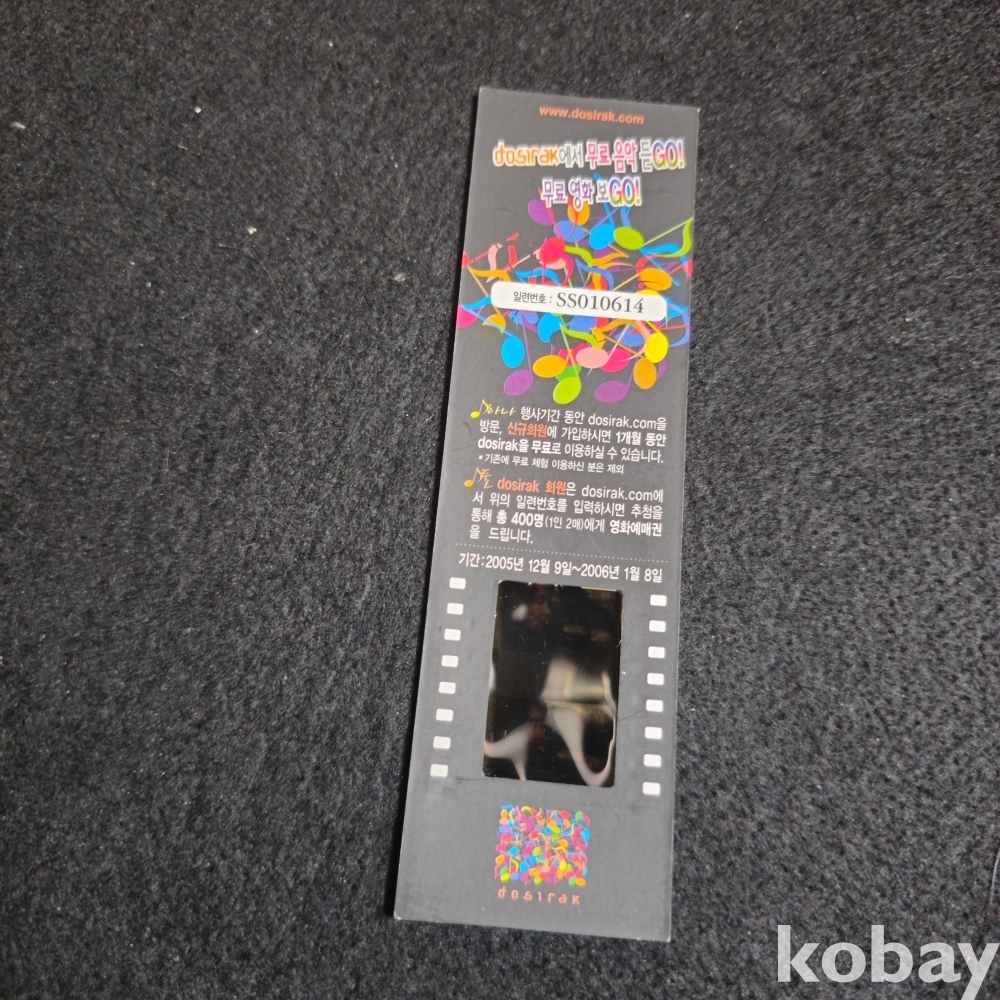 www.dosirak.com
dosirak에서 무료 음악 듣GO!
무료 영화 보GO!
일련번호 : SS010614
하나 행사기간 동안 dosirak.com을
방문, 신규회원에 가입하시면 1개월 동안
dosirak을 무료로 이용하실 수 있습니다.
* 기존에 무료 체험 이용하신 분은 제외
둘 dosirak 회원은 dosirak.com에
서 위의 일련번호를 입력하시면 추첨을
통해 총 400명(1인 2매)에게 영화예매권
을 드립니다.
기간:2005년 12월 9일~2006년 1월 8일
dosirak
kobay